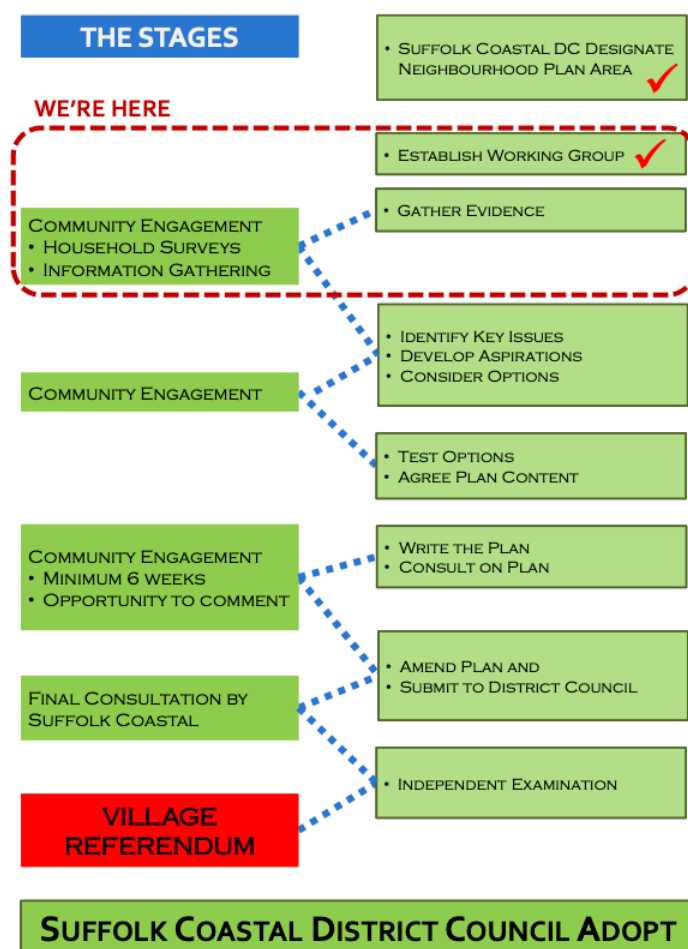 THE STAGES
• SUFFOLK COASTAL DC DESIGNATE
NEIGHBOURHOOD PLAN AREA
WE'RE HERE
• ESTABLISH WORKING GROUP
• GATHER EVIDENCE
COMMUNITY ENGAGEMENT
• HOUSEHOLD SURVEYS
• INFORMATION GATHERING
• IDENTIFY KEY ISSUES
• DEVELOP ASPIRATIONS
• CONSIDER OPTIONS
COMMUNITY ENGAGEMENT
• TEST OPTIONS
• AGREE PLAN CONTENT
COMMUNITY ENGAGEMENT
• MINIMUM 6 WEEKS
• OPPORTUNITY TO COMMENT
• WRITE THE PLAN
• CONSULT ON PLAN
• AMEND PLAN AND
• SUBMIT TO DISTRICT COUNCIL
FINAL CONSULTATION BY
SUFFOLK COASTAL
• INDEPENDENT EXAMINATION
VILLAGE
REFERENDUM
SUFFOLK COASTAL DISTRICT COUNCIL ADOPT